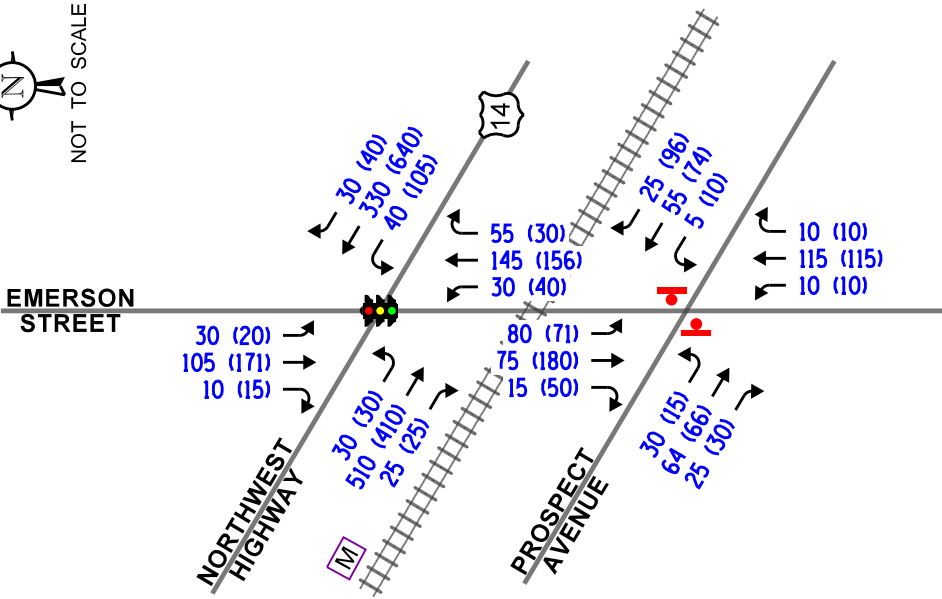 N
NOT TO SCALE
14
30 (40)
330 (640)
40 (105)
25 (96)
55 (74)
5 (10)
55 (30)
145 (156)
30 (40)
10 (10)
115 (115)
10 (10)
EMERSON
STREET
30 (20)
105 (171)
10 (15)
80 (71)
75 (180)
15 (50)
30 (30)
510 (410)
25 (25)
30 (15)
64 (66)
25 (30)
NORTHWEST
HIGHWAY
M
PROSPECT
AVENUE